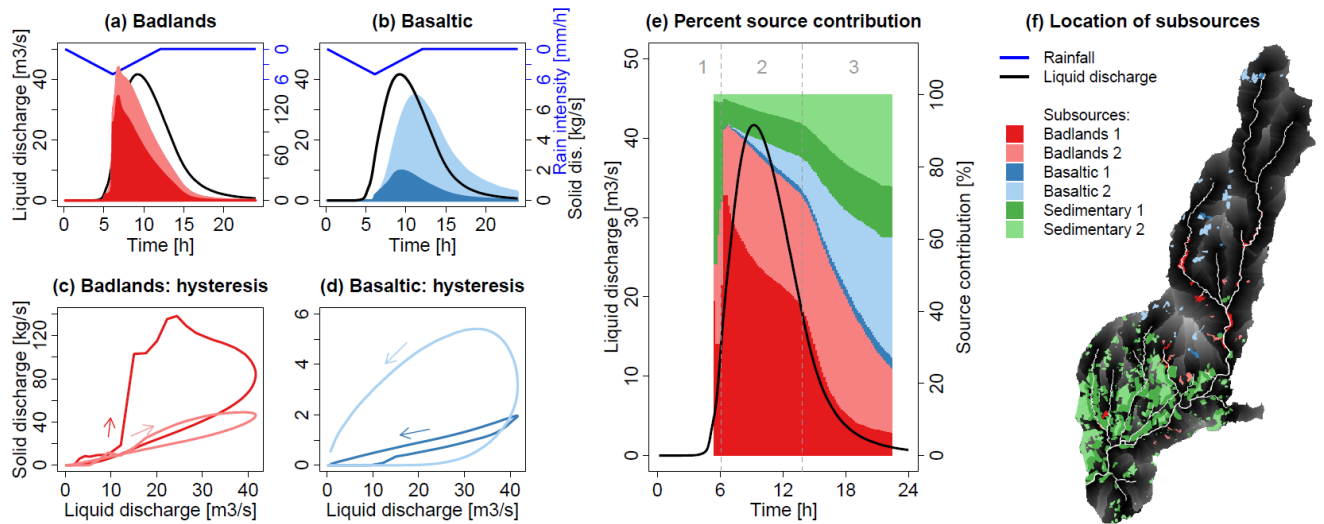 (a) Badlands
Liquid discharge [m3/s]
40
20
0
0
6
120
60
0
0 5 10 15 20
Time [h]
(b) Basaltic
40
20
0
Rain intensity [mm/h]
Solid dis. [kg/s]
0
6
6
4
2
0
0 5 10 15 20
Time [h]
(c) Badlands: hysteresis
Solid discharge [kg/s]
120
80
40
0
0 10 20 30 40
Liquid discharge [m3/s]
(d) Basaltic: hysteresis
6
4
2
0
0 10 20 30 40
Liquid discharge [m3/s]
(e) Percent source contribution
Liquid discharge [m3/s]
50
40
30
20
10
0
1 2 3
100
80
60
40
20
0
Source contribution [%]
0 6 12 18 24
Time [h]
(f) Location of subsources
Rainfall
Liquid discharge
Subsources:
Badlands 1
Badlands 2
Basaltic 1
Basaltic 2
Sedimentary 1
Sedimentary 2